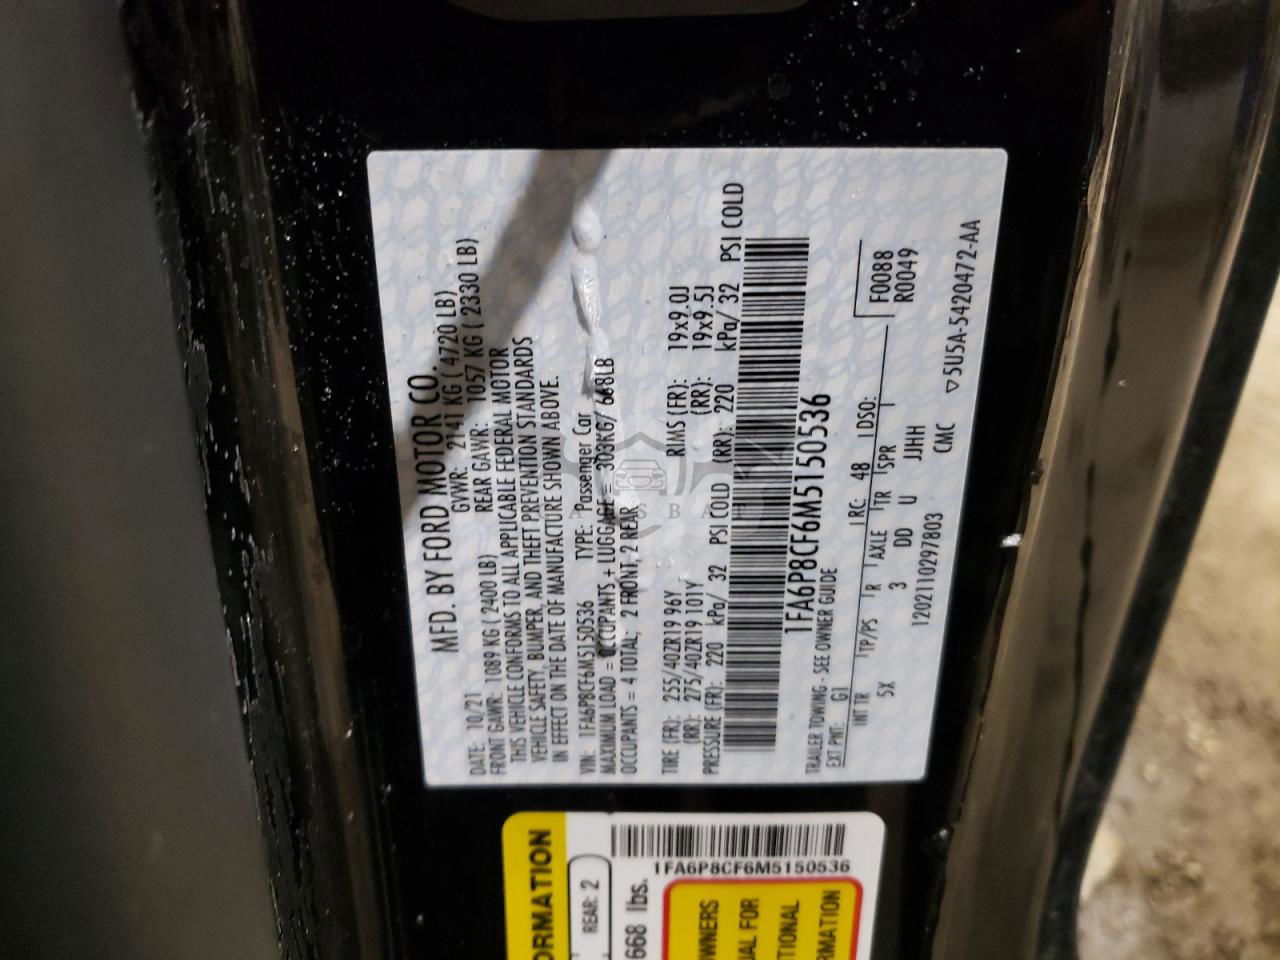 MFD. BY FORD MOTOR CO.
DATE: 10/21 GVWR: 2141 KG ( 4720 LB)
FRONT GAWR: 1089 KG ( 2400 LB) REAR GAWR: 1057 KG ( 2330 LB)
THIS VEHICLE CONFORMS TO ALL APPLICABLE FEDERAL MOTOR
VEHICLE SAFETY, BUMPER, AND THEFT PREVENTION STANDARDS
IN EFFECT ON THE DATE OF MANUFACTURE SHOWN ABOVE.
VIN: 1FA6P8CF6M5150536 TYPE: Passenger Car
MAXIMUM LOAD = OCCUPANTS + LUGGAGE = 303KG/ 668LB
OCCUPANTS = 4 TOTAL, 2 FRONT, 2 REAR
TIRE (FR): 255/40ZR19 96Y RIMS (FR): 19x9.0J
(RR): 275/40ZR19 101Y (RR): 19x9.5J
PRESSURE (FR): 220 kPa/ 32 PSI COLD (RR): 220 kPa/ 32 PSI COLD
1FA6P8CF6M5150536
TRAILER TOWING - SEE OWNER GUIDE
EXT PNT: G1 RC: 48 DSO: F0088
R0049
INT TR TP/PS R AXLE TR SPR
5X 3 DD U JJHH
CMC
12021110297803 ▽5U5A-5420472-AA
ORMATION
REAR: 2
668 lbs.
1FA6P8CF6M5150536
OWNERS
UAL FOR
TIONAL
RMATION